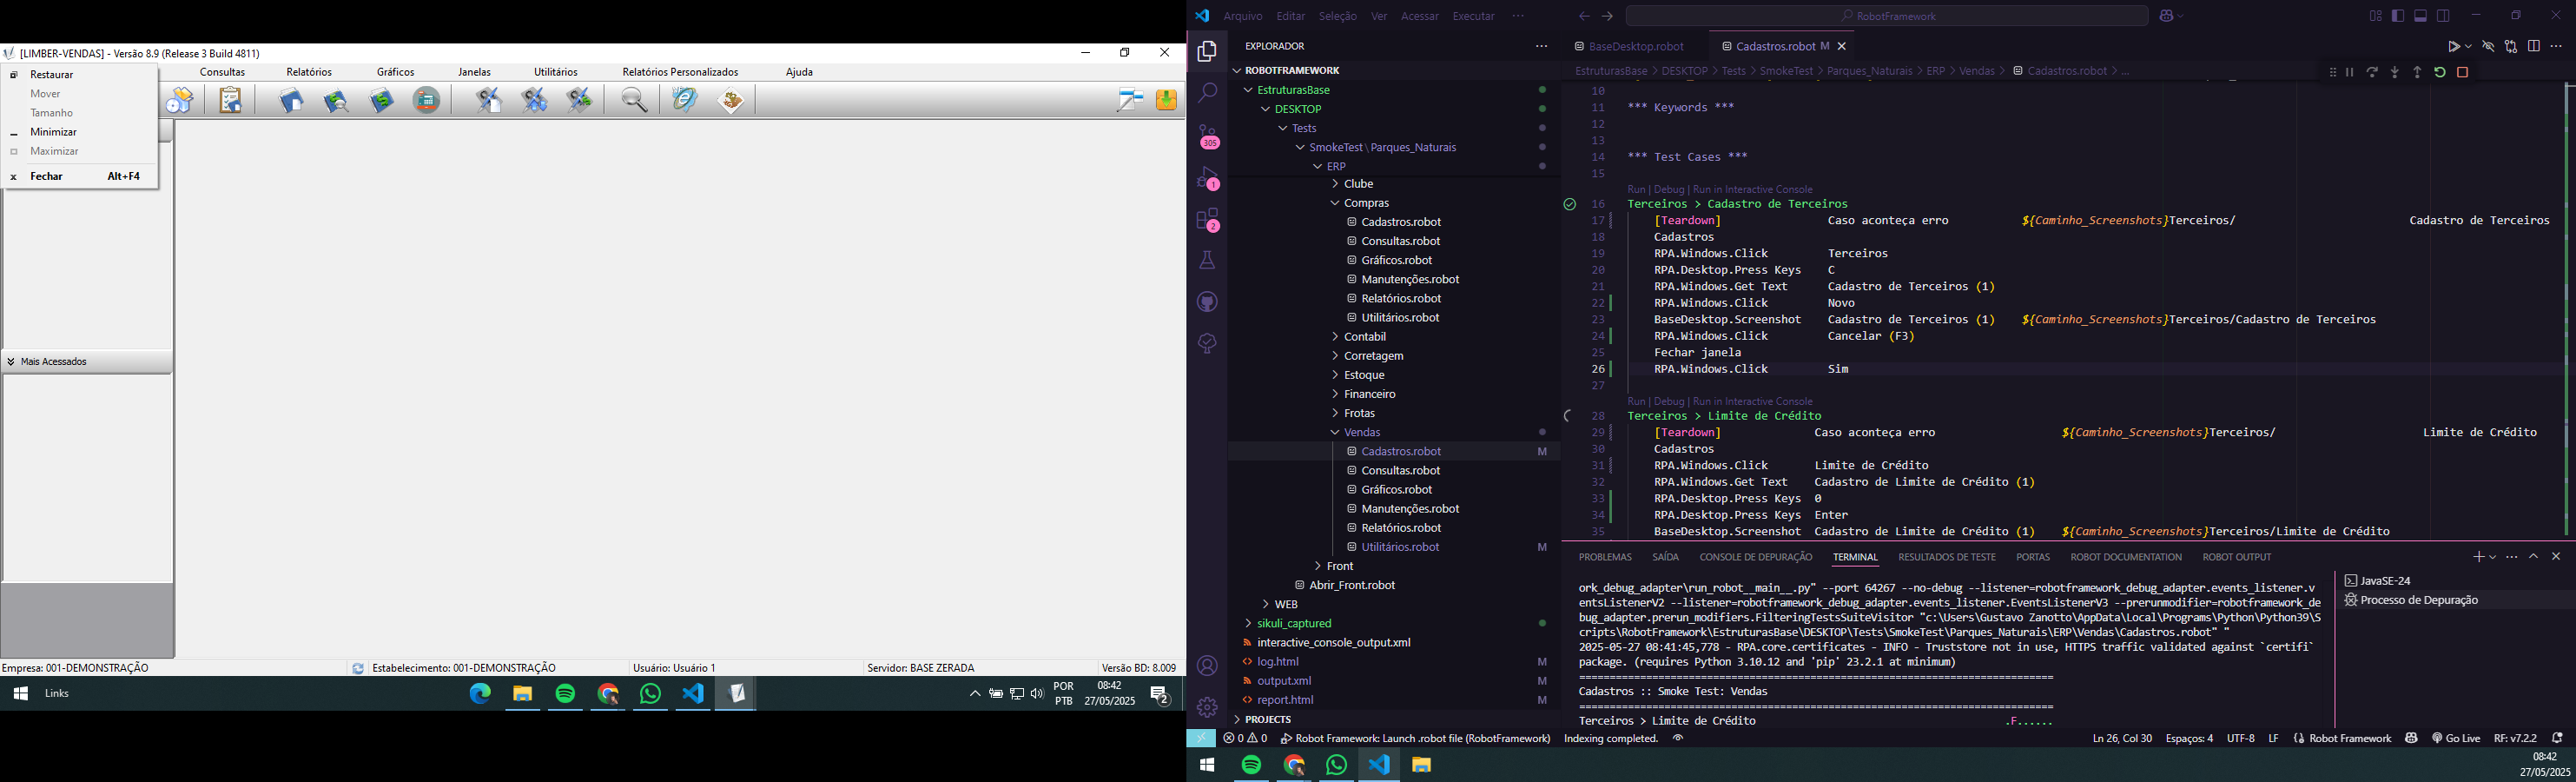 [LIMBER-VENDAS] - Versão 8.9 (Release 3 Build 4811)
Restaurar
Mover
Tamanho
Minimizar
Maximizar
x Fechar Alt+F4
Consultas Relatórios Gráficos Janelas Utilitários Relatórios Personalizados Ajuda
Mais Acessados
Empresa: 001-DEMONSTRAÇÃO Estabelecimento: 001-DEMONSTRAÇÃO Usuário: Usuário 1 Servidor: BASE ZERADA Versão BD: 8.009
Links
POR
PTB
08:42
27/05/2025
2
Arquivo Editar Seleção Ver Acessar Executar ···
RobotFramework
EXPLORADOR
305
1
2
ROBOTFRAMEWORK
EstruturasBase
DESKTOP
Tests
SmokeTest\Parques_Naturais
ERP
Clube
Compras
Cadastros.robot
Consultas.robot
Gráficos.robot
Manutenções.robot
Relatórios.robot
Utilitários.robot
Contabil
Corretagem
Estoque
Financeiro
Frotas
Vendas
Cadastros.robot M
Consultas.robot
Gráficos.robot
Manutenções.robot
Relatórios.robot
Utilitários.robot M
Front
Abrir_Front.robot
WEB
sikuli_captured
interactive_console_output.xml
log.html M
output.xml M
report.html M
PROJECTS
BaseDesktop.robot Cadastros.robot M
EstruturasBase > DESKTOP > Tests > SmokeTest > Parques_Naturais > ERP > Vendas > Cadastros.robot > ...
10
11 *** Keywords ***
12
13
14 *** Test Cases ***
15
Run | Debug | Run in Interactive Console
16 Terceiros > Cadastro de Terceiros
17 [Teardown] Caso aconteça erro ${Caminho_Screenshots}Terceiros/ Cadastro de Terceiros
18 Cadastros
19 RPA.Windows.Click Terceiros
20 RPA.Desktop.Press Keys C
21 RPA.Windows.Get Text Cadastro de Terceiros (1)
22 RPA.Windows.Click Novo
23 BaseDesktop.Screenshot Cadastro de Terceiros (1) ${Caminho_Screenshots}Terceiros/Cadastro de Terceiros
24 RPA.Windows.Click Cancelar (F3)
25 Fechar janela
26 RPA.Windows.Click Sim
27
Run | Debug | Run in Interactive Console
28 Terceiros > Limite de Crédito
29 [Teardown] Caso aconteça erro ${Caminho_Screenshots}Terceiros/ Limite de Crédito
30 Cadastros
31 RPA.Windows.Click Limite de Crédito
32 RPA.Windows.Get Text Cadastro de Limite de Crédito (1)
33 RPA.Desktop.Press Keys 0
34 RPA.Desktop.Press Keys Enter
35 BaseDesktop.Screenshot Cadastro de Limite de Crédito (1) ${Caminho_Screenshots}Terceiros/Limite de Crédito
PROBLEMAS SAÍDA CONSOLE DE DEPURAÇÃO TERMINAL RESULTADOS DE TESTE PORTAS ROBOT DOCUMENTATION ROBOT OUTPUT
ork_debug_adapter\run_robot__main__.py" --port 64267 --no-debug --listener=robotframework_debug_adapter.events_listener.v
entsListenerV2 --listener=robotframework_debug_adapter.events_listener.EventsListenerV3 --prerunmodifier=robotframework_de
bug_adapter.prerun_modifiers.FilteringTestsSuiteVisitor "c:\Users\Gustavo Zanotto\AppData\Local\Programs\Python\Python39\S
cripts\RobotFramework\EstruturasBase\DESKTOP\Tests\SmokeTest\Parques_Naturais\ERP\Vendas\Cadastros.robot" "
2025-05-27 08:41:45,778 - RPA.core.certificates - INFO - Truststore not in use, HTTPS traffic validated against `certifi`
package. (requires Python 3.10.12 and 'pip' 23.2.1 at minimum)
==============================================================================
Cadastros :: Smoke Test: Vendas
==============================================================================
Terceiros > Limite de Crédito .F......
JavaSE-24
Processo de Depuração
0 0 Robot Framework: Launch .robot file (RobotFramework) Indexing completed. Ln 26, Col 30 Espaços: 4 UTF-8 LF Robot Framework Go Live RF: v7.2.2
08:42
27/05/2025